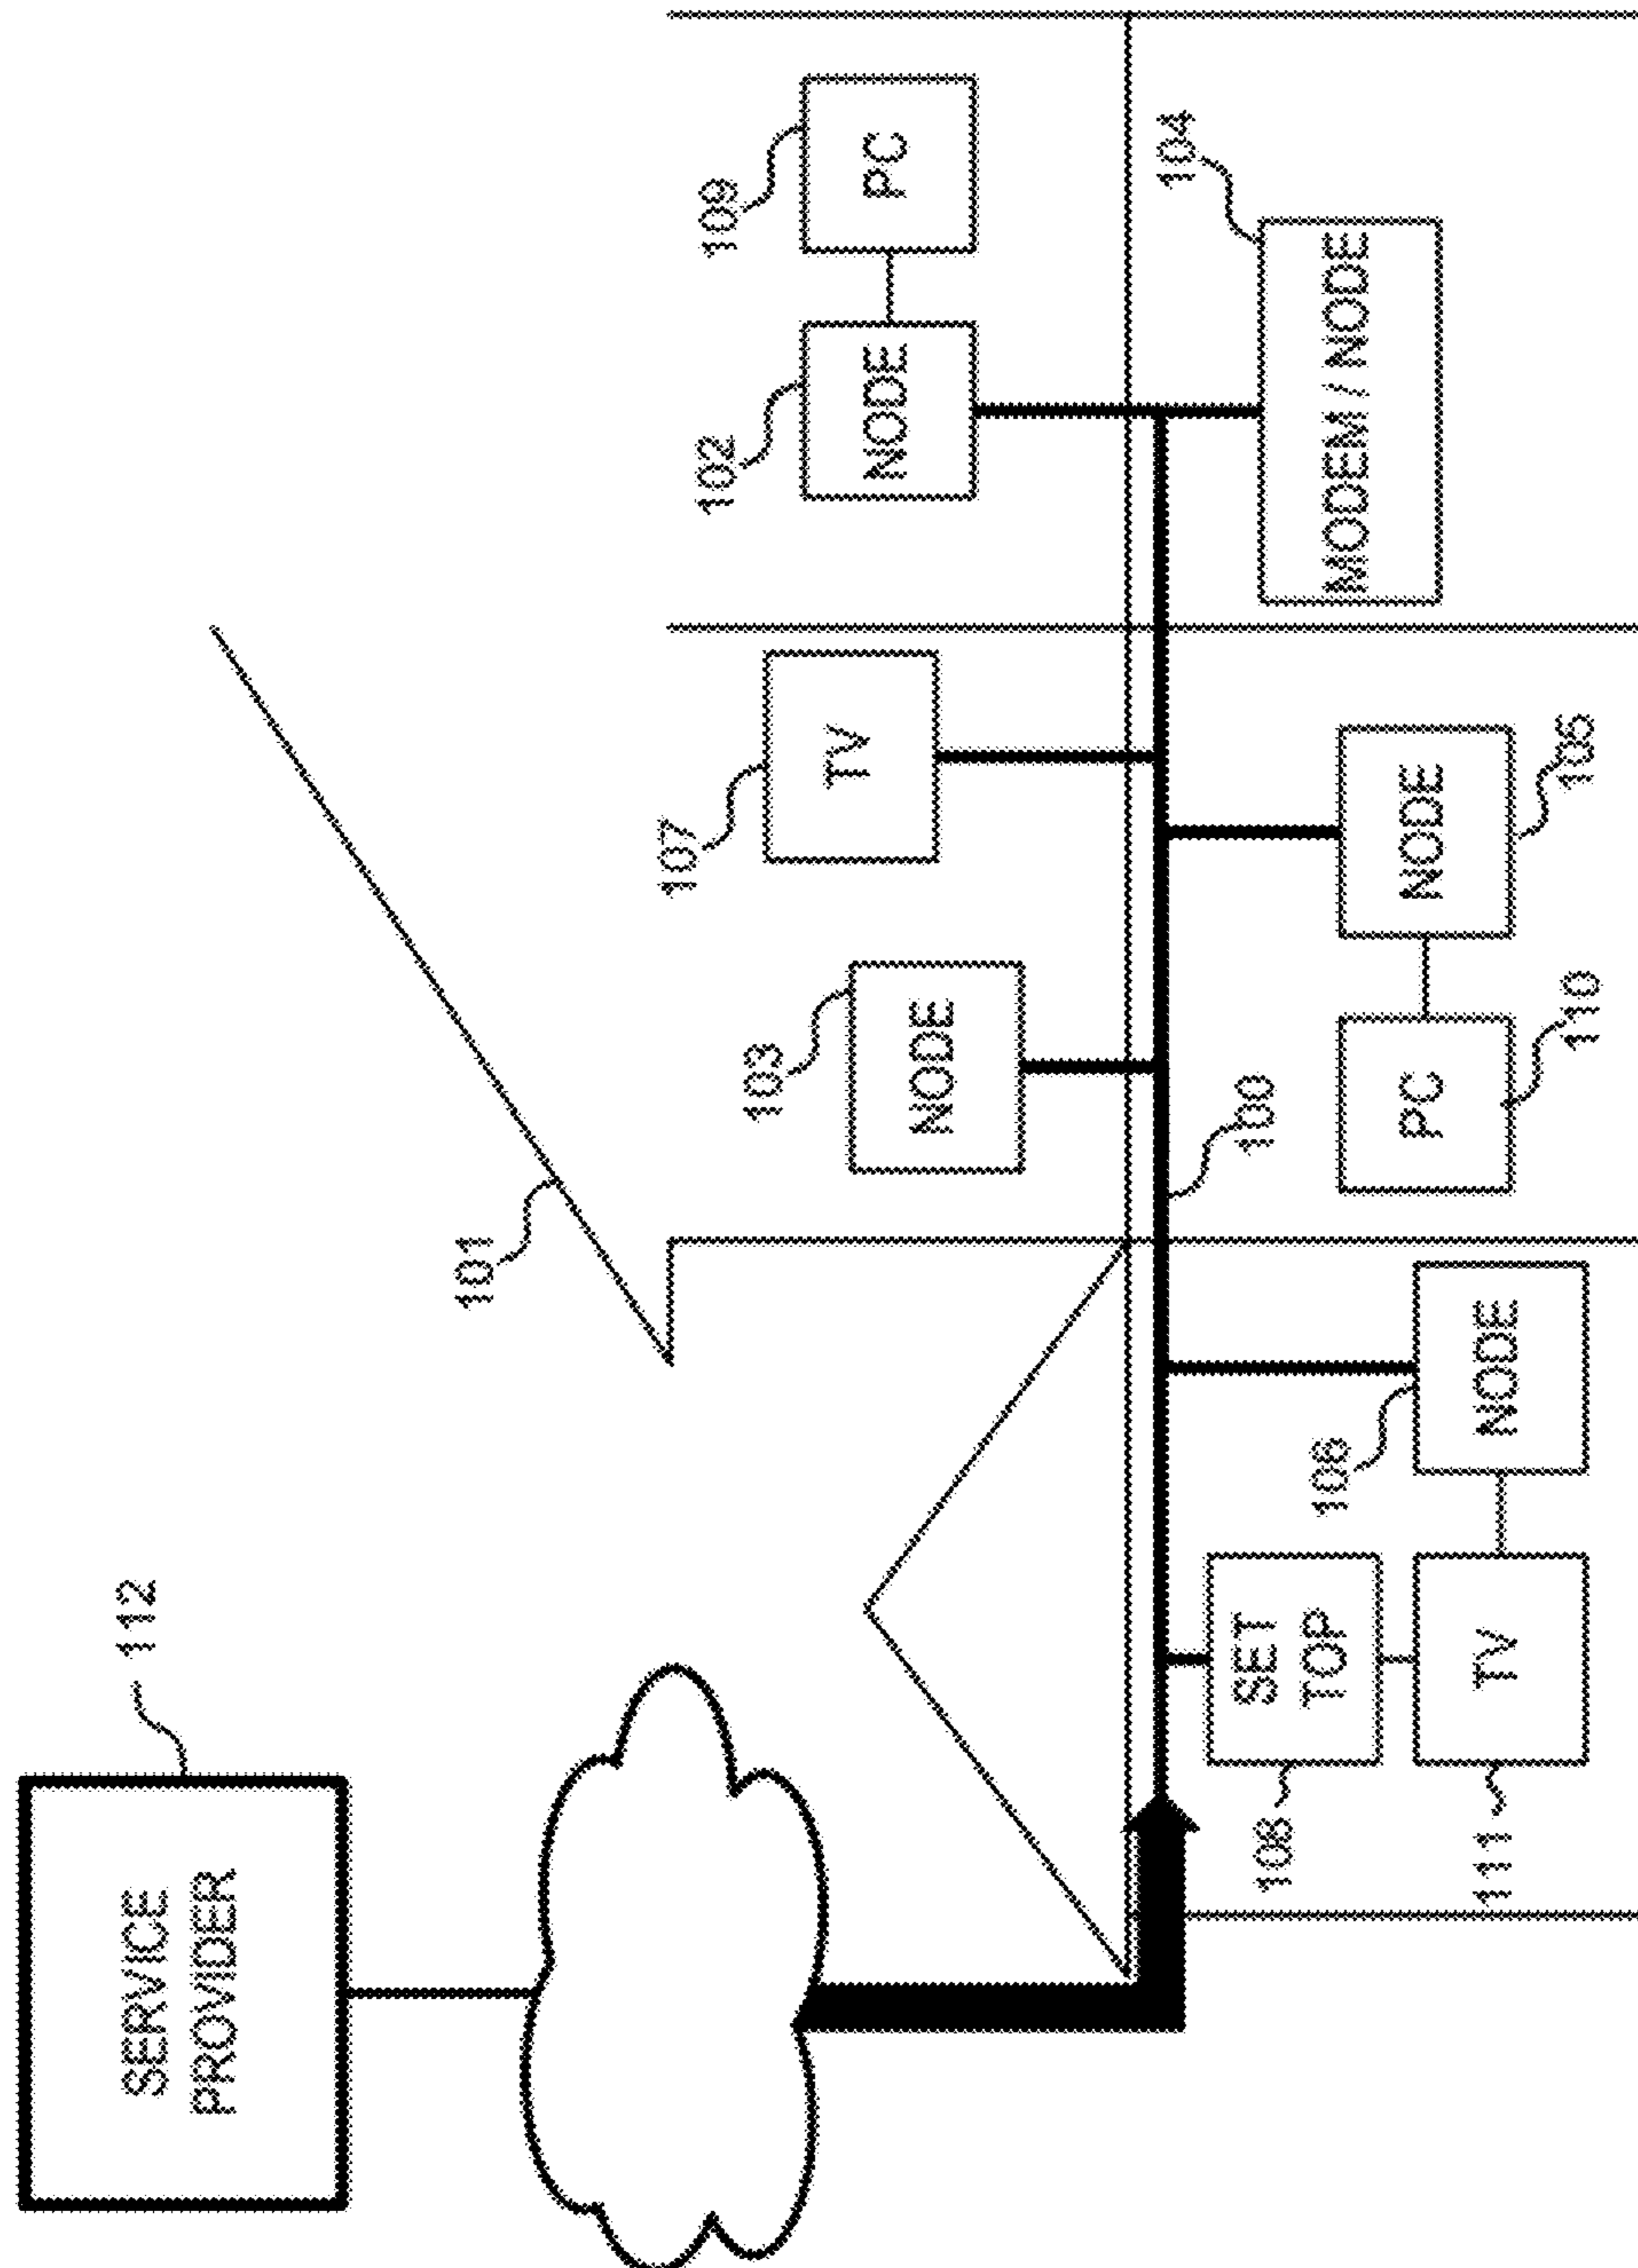 SERVICE
PROVIDER
112
101
107
102
109
103
TV
NODE
PC
NODE
104
100
108
SET
TOP
106
MODEM / NODE
PC
NODE
111
TV
NODE
110
105